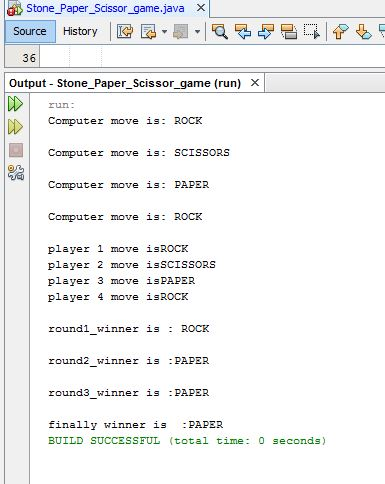 Stone_Paper_Scissor_game.java
Source History
36
Output - Stone_Paper_Scissor_game (run)
run:
Computer move is: ROCK
Computer move is: SCISSORS
Computer move is: PAPER
Computer move is: ROCK
player 1 move isROCK
player 2 move isSCISSORS
player 3 move isPAPER
player 4 move isROCK
round1_winner is : ROCK
round2_winner is :PAPER
round3_winner is :PAPER
finally winner is  :PAPER
BUILD SUCCESSFUL (total time: 0 seconds)